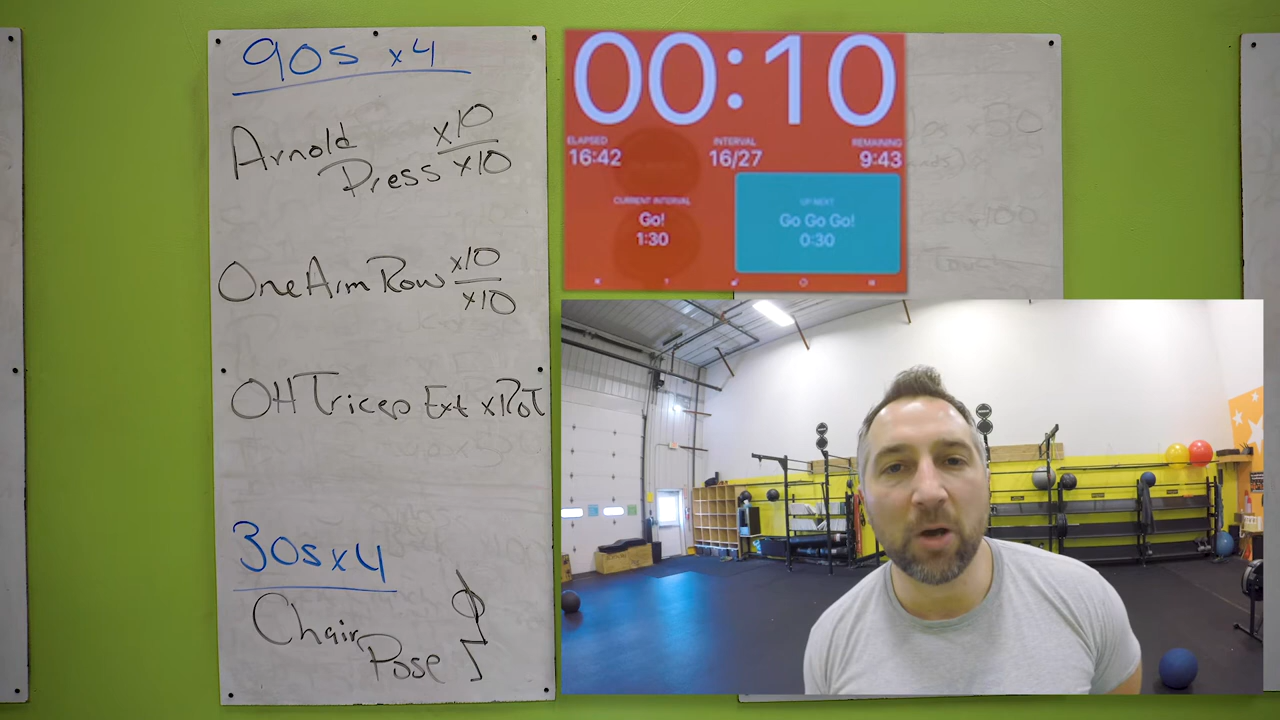 90s x4
Arnold x10
Press x10
One Arm Row x10
x10
OH Tricep Ext x Rot
30s x4
Chair
Pose
00:10
ELAPSED INTERVAL REMAINING
16:42 16/27 9:43
CURRENT INTERVAL
Go!
1:30
UP NEXT
Go Go Go!
0:30